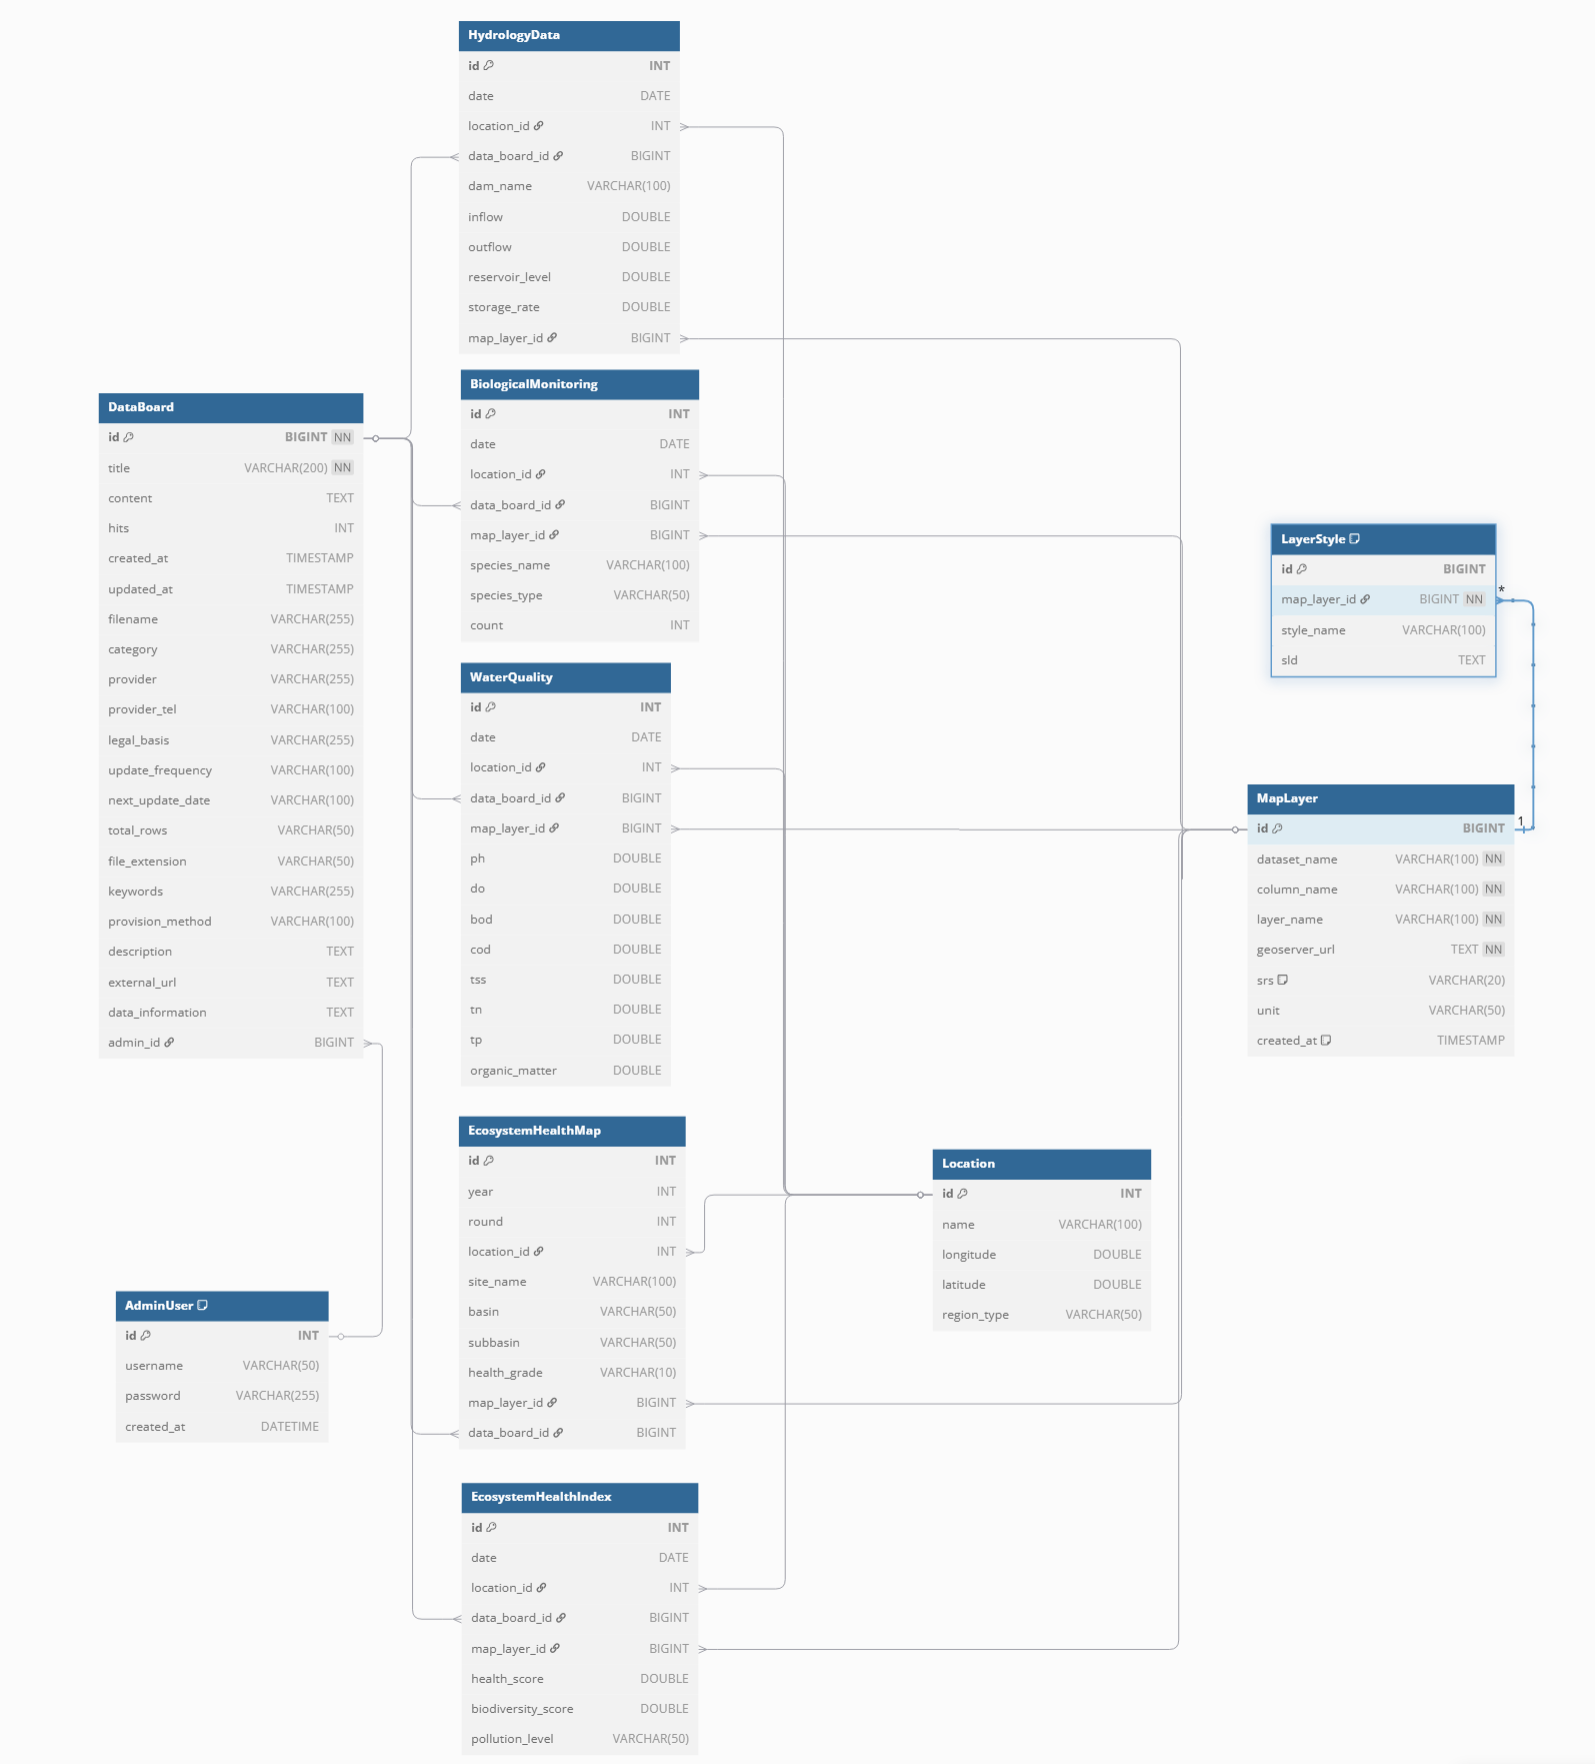 HydrologyData
id INT
date DATE
location_id INT
data_board_id BIGINT
dam_name VARCHAR(100)
inflow DOUBLE
outflow DOUBLE
reservoir_level DOUBLE
storage_rate DOUBLE
map_layer_id BIGINT
BiologicalMonitoring
id INT
date DATE
location_id INT
data_board_id BIGINT
map_layer_id BIGINT
species_name VARCHAR(100)
species_type VARCHAR(50)
count INT
DataBoard
id BIGINT NN
title VARCHAR(200) NN
content TEXT
hits INT
created_at TIMESTAMP
updated_at TIMESTAMP
filename VARCHAR(255)
category VARCHAR(255)
provider VARCHAR(255)
provider_tel VARCHAR(100)
legal_basis VARCHAR(255)
update_frequency VARCHAR(100)
next_update_date VARCHAR(100)
total_rows VARCHAR(50)
file_extension VARCHAR(50)
keywords VARCHAR(255)
provision_method VARCHAR(100)
description TEXT
external_url TEXT
data_information TEXT
admin_id BIGINT
LayerStyle
id BIGINT
map_layer_id BIGINT NN
*
style_name VARCHAR(100)
sld TEXT
WaterQuality
id INT
date DATE
location_id INT
data_board_id BIGINT
map_layer_id BIGINT
ph DOUBLE
do DOUBLE
bod DOUBLE
cod DOUBLE
tss DOUBLE
tn DOUBLE
tp DOUBLE
organic_matter DOUBLE
MapLayer
id BIGINT
1
dataset_name VARCHAR(100) NN
column_name VARCHAR(100) NN
layer_name VARCHAR(100) NN
geoserver_url TEXT NN
srs VARCHAR(20)
unit VARCHAR(50)
created_at TIMESTAMP
EcosystemHealthMap
id INT
year INT
round INT
location_id INT
site_name VARCHAR(100)
basin VARCHAR(50)
subbasin VARCHAR(50)
health_grade VARCHAR(10)
map_layer_id BIGINT
data_board_id BIGINT
Location
id INT
name VARCHAR(100)
longitude DOUBLE
latitude DOUBLE
region_type VARCHAR(50)
AdminUser
id INT
username VARCHAR(50)
password VARCHAR(255)
created_at DATETIME
EcosystemHealthIndex
id INT
date DATE
location_id INT
data_board_id BIGINT
map_layer_id BIGINT
health_score DOUBLE
biodiversity_score DOUBLE
pollution_level VARCHAR(50)